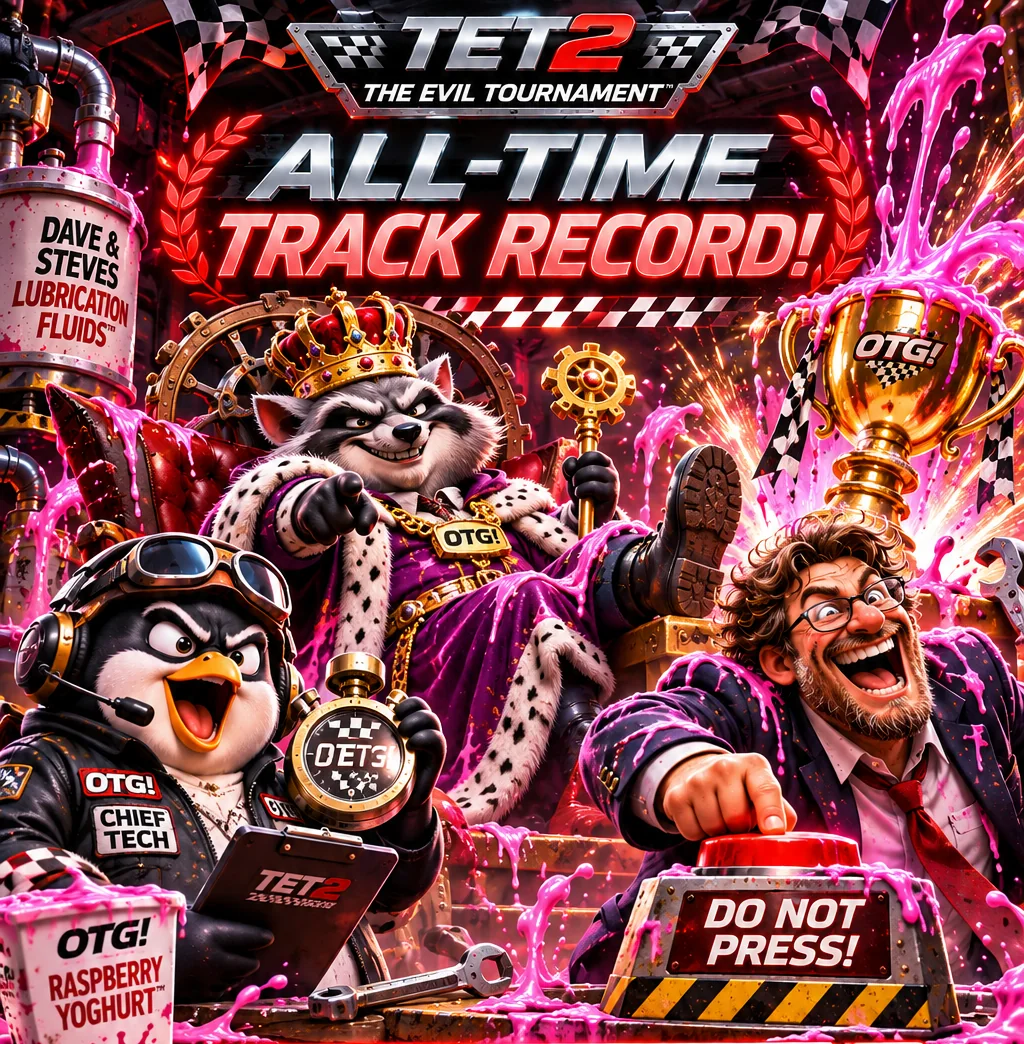 TET2
THE EVIL TOURNAMENT™
ALL-TIME
TRACK RECORD!
DAVE &
STEVES
LUBRICATION
FLUIDS™
OTG!
OTG!
OTG!
CHIEF
TECH
TET2
DO NOT
PRESS!
OTG!
RASPBERRY
YOGHURT™